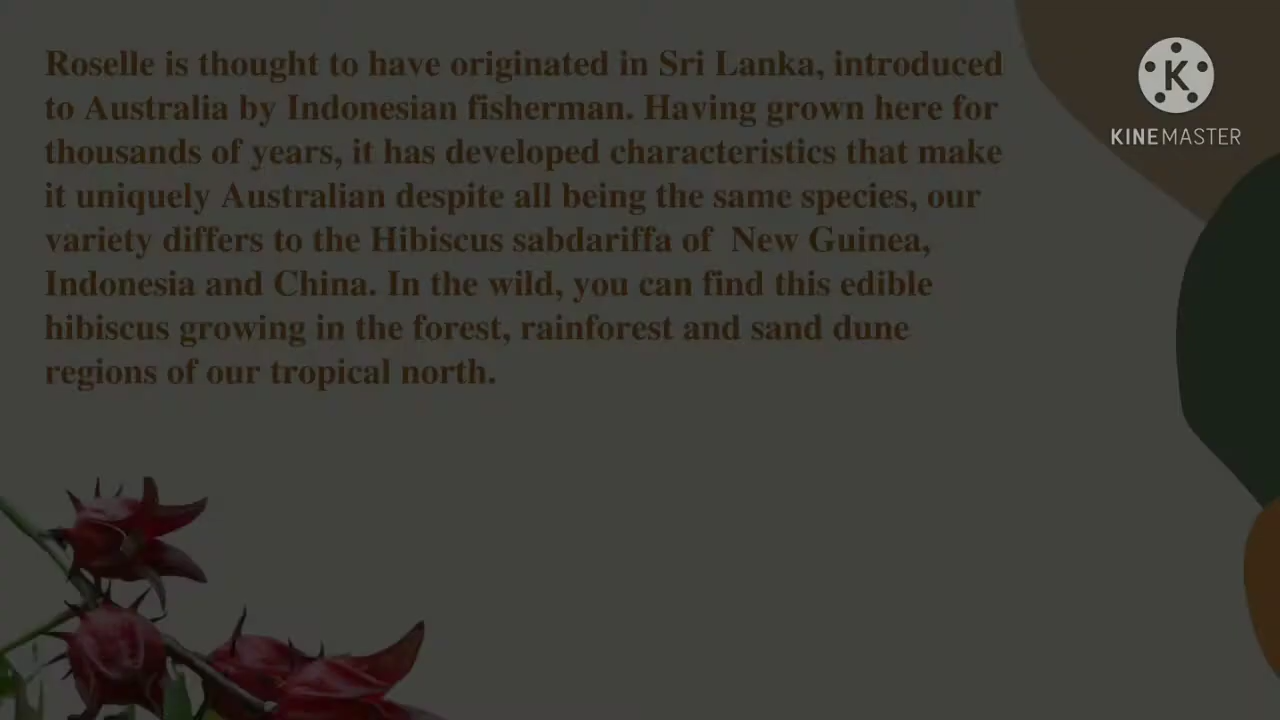 Roselle is thought to have originated in Sri Lanka, introduced
to Australia by Indonesian fisherman. Having grown here for
thousands of years, it has developed characteristics that make
it uniquely Australian despite all being the same species, our
variety differs to the Hibiscus sabdariffa of  New Guinea,
Indonesia and China. In the wild, you can find this edible
hibiscus growing in the forest, rainforest and sand dune
regions of our tropical north.
K
KINEMASTER